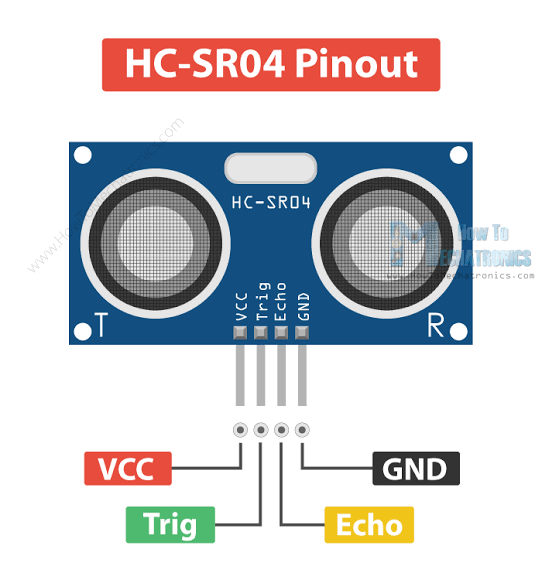 HC-SR04 Pinout
www.HowToMechatronics.com
HC-SR04
How To
MECHATRONICS
www.howtomechatronics.com
VCC
Trig
Echo
GND
T
R
VCC
GND
Trig
Echo